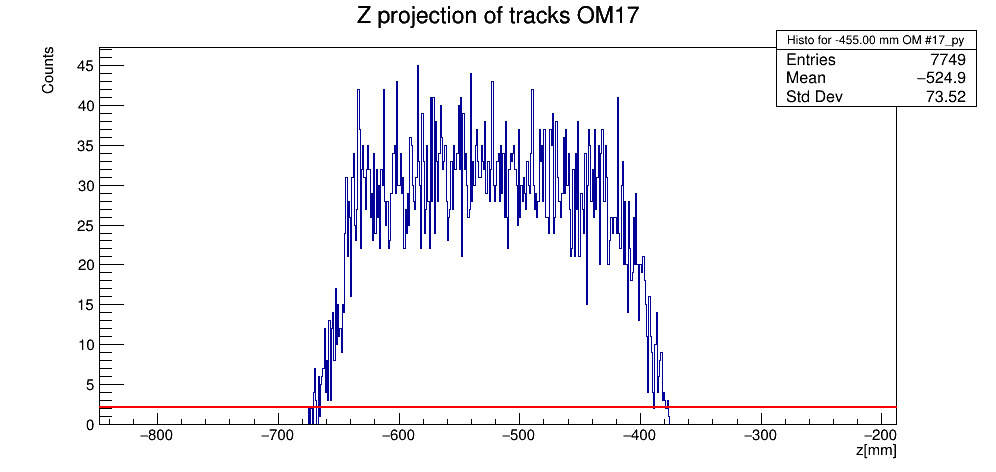 Z projection of tracks OM17
Histo for -455.00 mm OM #17_py
Entries 7749
Mean −524.9
Std Dev 73.52
Counts
45
40
35
30
25
20
15
10
5
0
−800 −700 −600 −500 −400 −300 −200
z[mm]